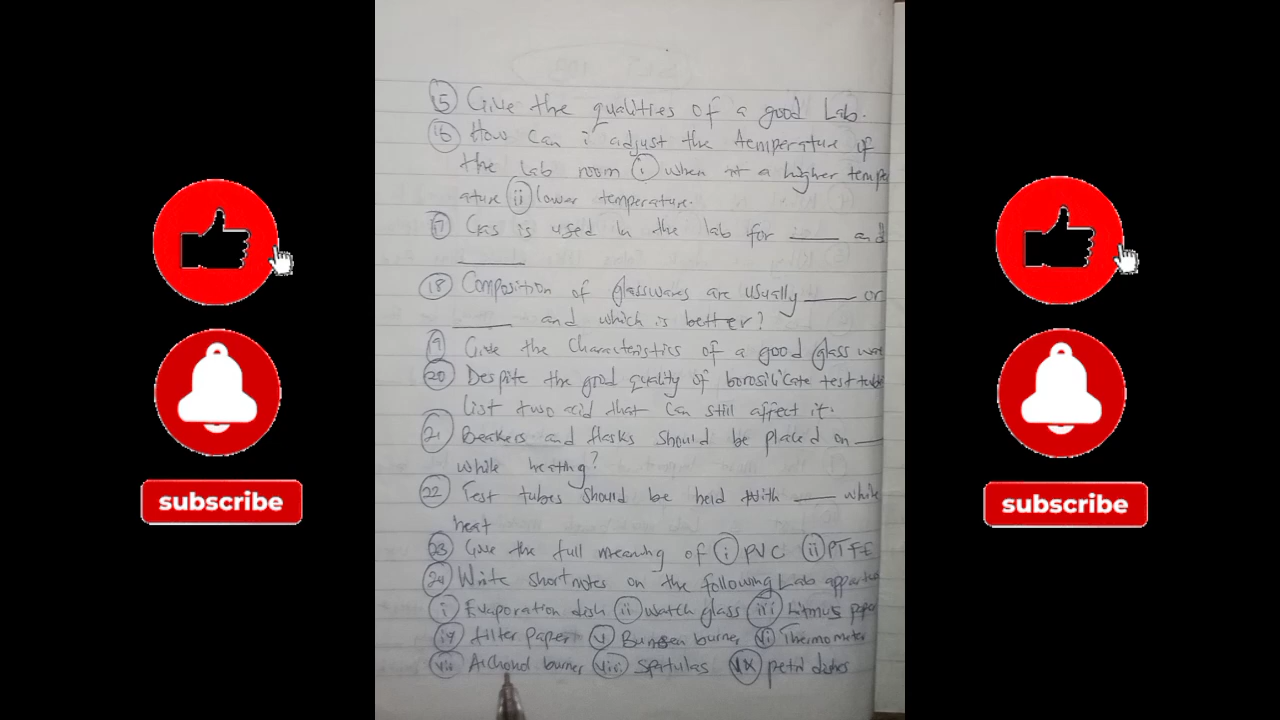 15 Give the qualities of a good Lab.
16 How can i adjust the temperature of
the lab room i when it a higher temper
ature ii lower temperature.
17 Gas is used in the lab for ____ and
____
18 Composition of glasswares are usually ____ or
____ and which is better?
19 Give the characteristics of a good glass ware
20 Despite the good quality of borosilicate test tube
list two acid that can still affect it.
21 Beakers and flasks should be placed on ____
while heating?
22 Test tubes should be held with ____ while
heat
23 Give the full meaning of i PVC ii PTFE
24 Write short notes on the following Lab apparatus
i Evaporation dish ii watch glass iii Litmus paper
iv filter paper v Bunsen burner vi Thermometer
vii burner viii spatulas ix petri dishes
subscribe
subscribe